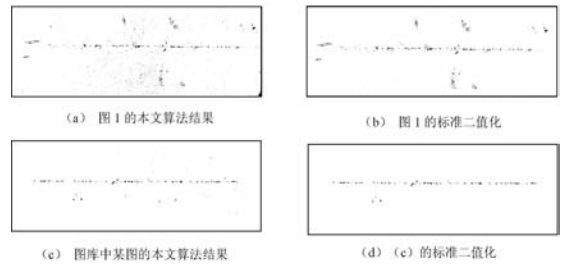 (a) 图 1 的本文算法结果
(b) 图 1 的标准二值化
(c) 图库中某图的本文算法结果
(d)(c)的标准二值化